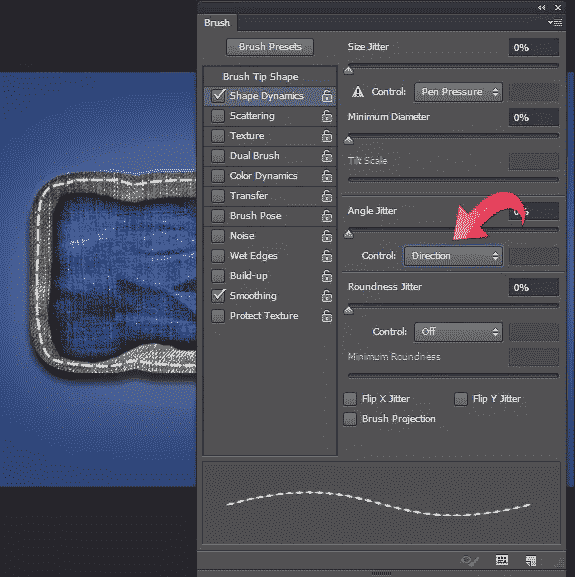 Brush
Brush Presets
Brush Tip Shape
Shape Dynamics
Scattering
Texture
Dual Brush
Color Dynamics
Transfer
Brush Pose
Noise
Wet Edges
Build-up
Smoothing
Protect Texture
Size Jitter 0%
Control: Pen Pressure
Minimum Diameter 0%
Tilt Scale
Angle Jitter
Control: Direction
Roundness Jitter 0%
Control: Off
Minimum Roundness
Flip X Jitter Flip Y Jitter
Brush Projection